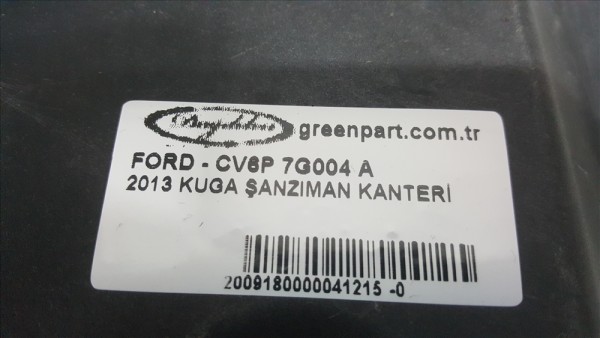 greenpart.com.tr
FORD - CV6P 7G004 A
2013 KUGA ŞANZIMAN KANTERİ
2009180000041215 -0